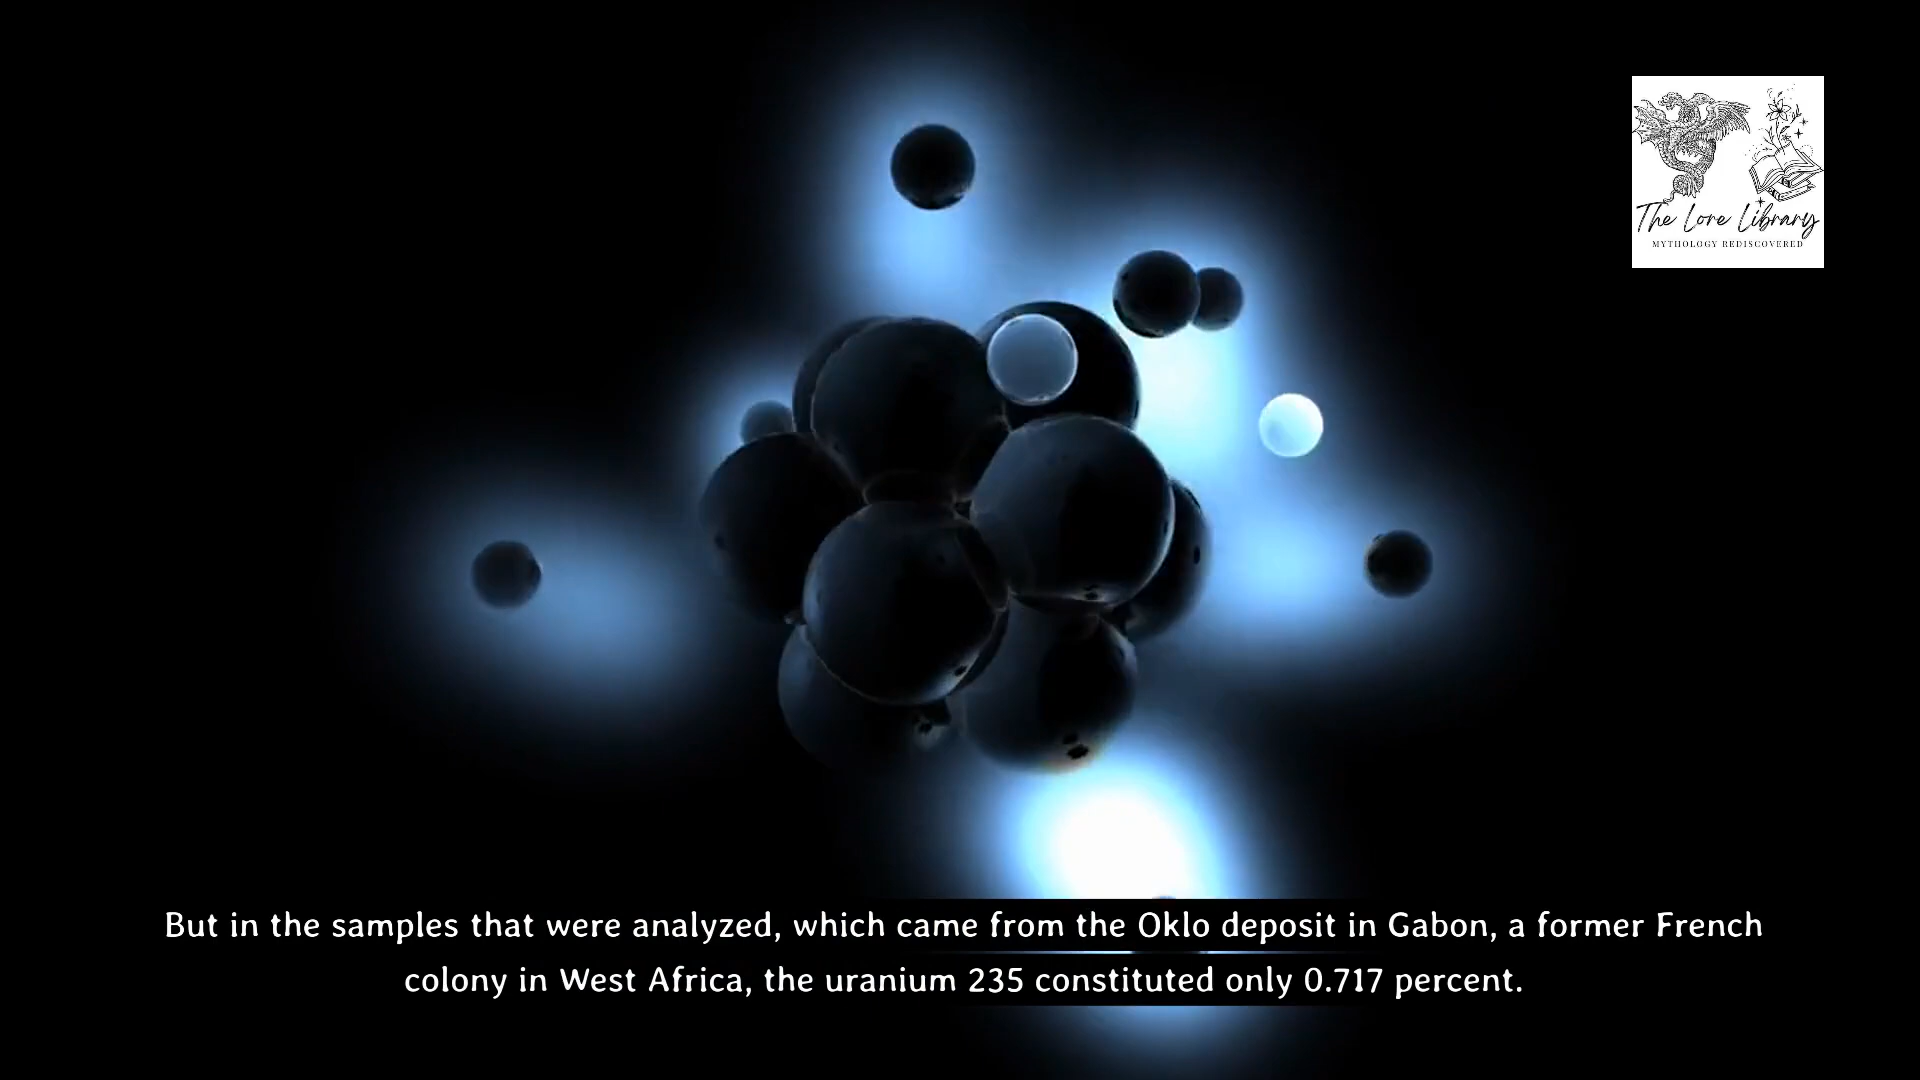 The Lore Library
MYTHOLOGY REDISCOVERED
But in the samples that were analyzed, which came from the Oklo deposit in Gabon, a former French
colony in West Africa, the uranium 235 constituted only 0.717 percent.